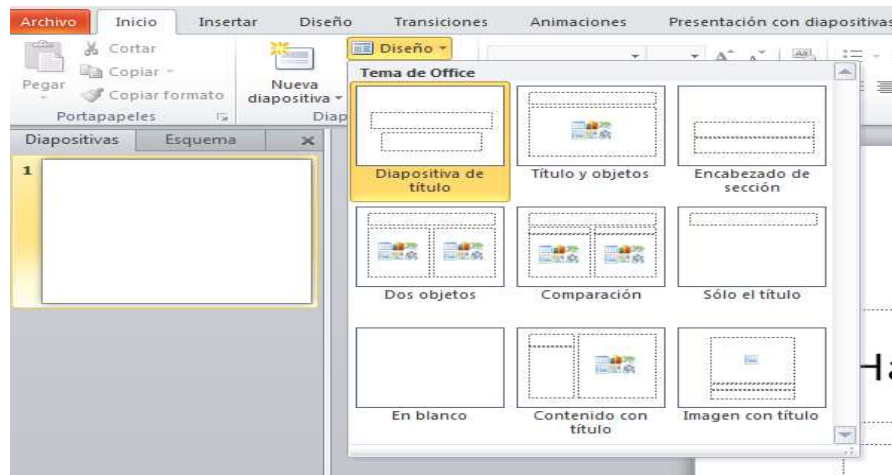 Archivo Inicio Insertar Diseño Transiciones Animaciones Presentación con diapositivas
Cortar
Copiar
Copiar formato
Pegar
Portapapeles
Nueva
diapositiva
Diap
Diseño
Tema de Office
Diapositiva de
título
Título y objetos
Encabezado de
sección
Dos objetos
Comparación
Sólo el título
En blanco
Contenido con
título
Imagen con título
Diapositivas Esquema
1
Ha